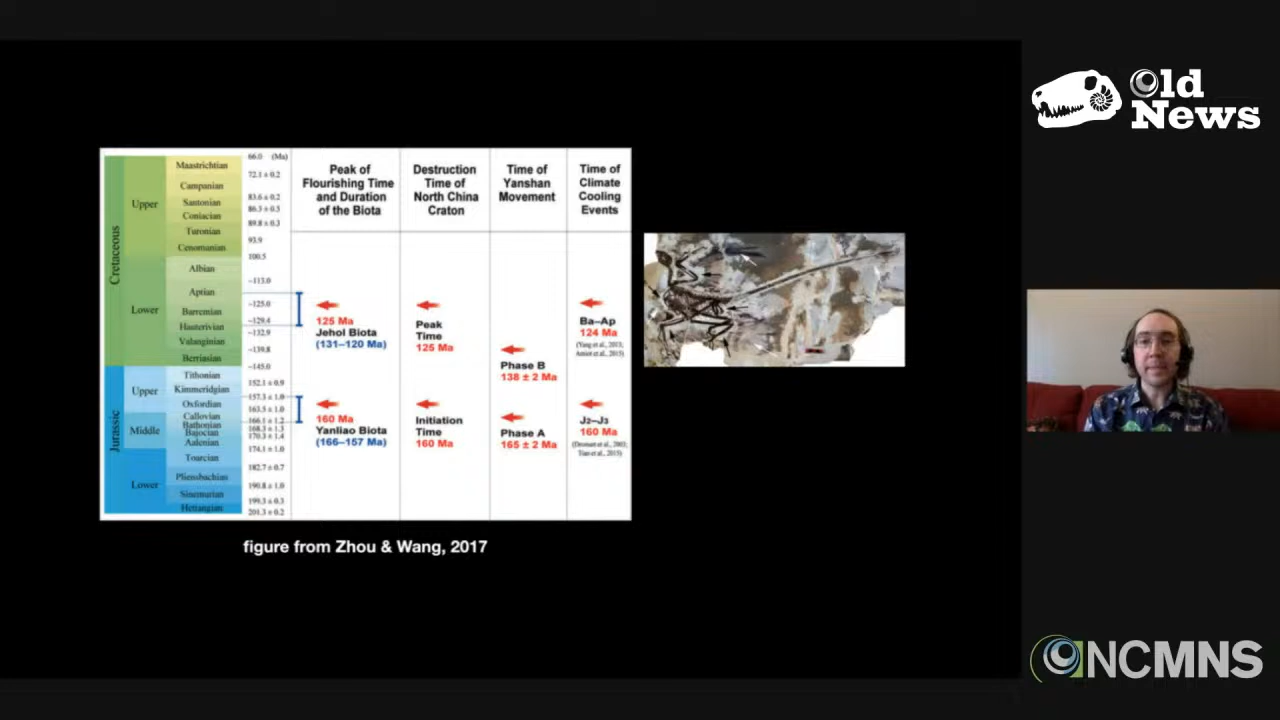 Old
News
66.0 (Ma)
Maastrichtian
72.1 ± 0.2
Campanian
83.6 ± 0.2
Santonian
86.3 ± 0.5
Coniacian
89.8 ± 0.3
Turonian
93.9
Cenomanian
100.5
Albian
~113.0
Aptian
~125.0
Barremian
~129.4
Hauterivian
~132.9
Valanginian
~139.8
Berriasian
~145.0
Tithonian
152.1 ± 0.9
Kimmeridgian
157.3 ± 1.0
Oxfordian
163.5 ± 1.0
Callovian
166.1 ± 1.2
Bathonian
168.3 ± 1.3
Bajocian
170.3 ± 1.4
Aalenian
174.1 ± 1.0
Toarcian
182.7 ± 0.7
Pliensbachian
190.8 ± 1.0
Sinemurian
199.3 ± 0.3
Hettangian
201.3 ± 0.2
Cretaceous
Upper
Lower
Jurassic
Upper
Middle
Lower
Peak of
Flourishing Time
and Duration
of the Biota
125 Ma
Jehol Biota
(131–120 Ma)
160 Ma
Yanliao Biota
(166–157 Ma)
Destruction
Time of
North China
Craton
Peak
Time
125 Ma
Initiation
Time
160 Ma
Time of
Yanshan
Movement
Phase B
138 ± 2 Ma
Phase A
165 ± 2 Ma
Time of
Climate
Cooling
Events
Ba–Ap
124 Ma
(Yang et al., 2013;
Amiot et al., 2015)
J₂–J₃
160 Ma
(Dromart et al., 2003;
Tian et al., 2015)
figure from Zhou & Wang, 2017
NCMNS